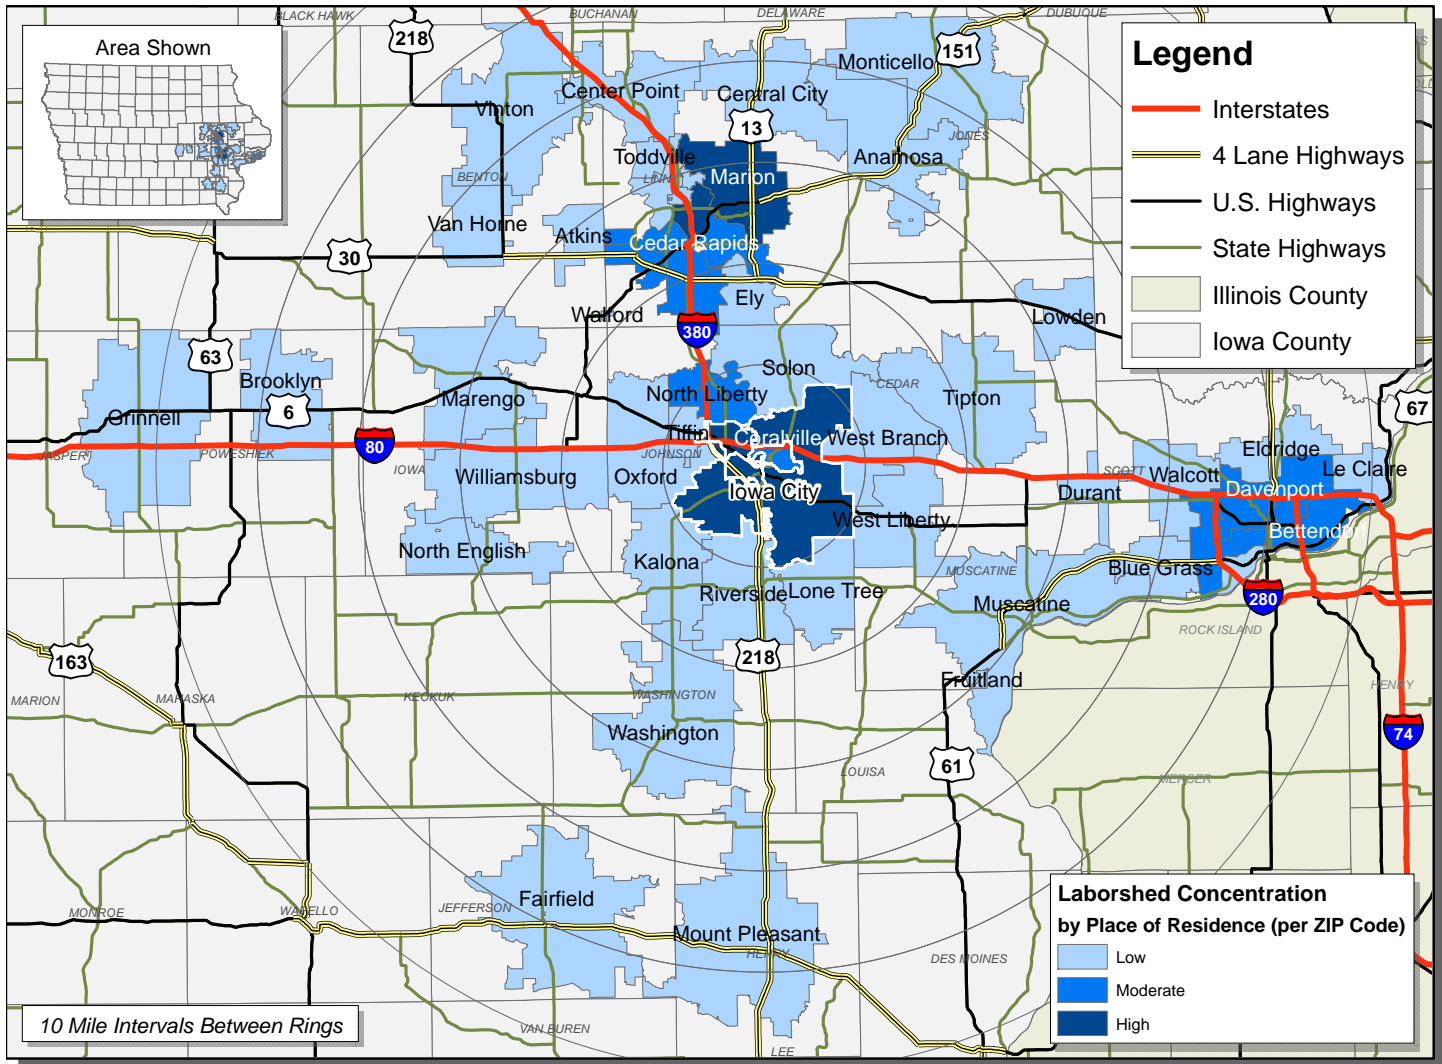 BLACK HAWK
BUCHANAN
DELAWARE
DUBUQUE
Area Shown
218
151
Monticello
Legend
Interstates
4 Lane Highways
U.S. Highways
State Highways
Illinois County
Iowa County
Center Point
Central City
Vinton
13
JONES
Toddville
Anamosa
BENTON
LINN
Marion
Van Horne
Atkins
Cedar Rapids
30
Ely
Walford
Lowden
380
63
Solon
Brooklyn
CEDAR
6
Marengo
North Liberty
Tipton
67
Grinnell
Tiffin
Coralville
West Branch
80
JASPER
POWESHIEK
IOWA
JOHNSON
Eldridge
SCOTT
Walcott
Le Claire
Williamsburg
Oxford
Iowa City
Durant
Davenport
West Liberty
Bettendorf
North English
Kalona
MUSCATINE
Blue Grass
Riverside
Lone Tree
Muscatine
280
ROCK ISLAND
163
218
Fruitland
HENRY
MARION
MAHASKA
KEOKUK
WASHINGTON
Washington
74
61
LOUISA
MERCER
Laborshed Concentration
by Place of Residence (per ZIP Code)
Low
Moderate
High
Fairfield
MONROE
WAPELLO
JEFFERSON
Mount Pleasant
HENRY
DES MOINES
10 Mile Intervals Between Rings
VAN BUREN
LEE